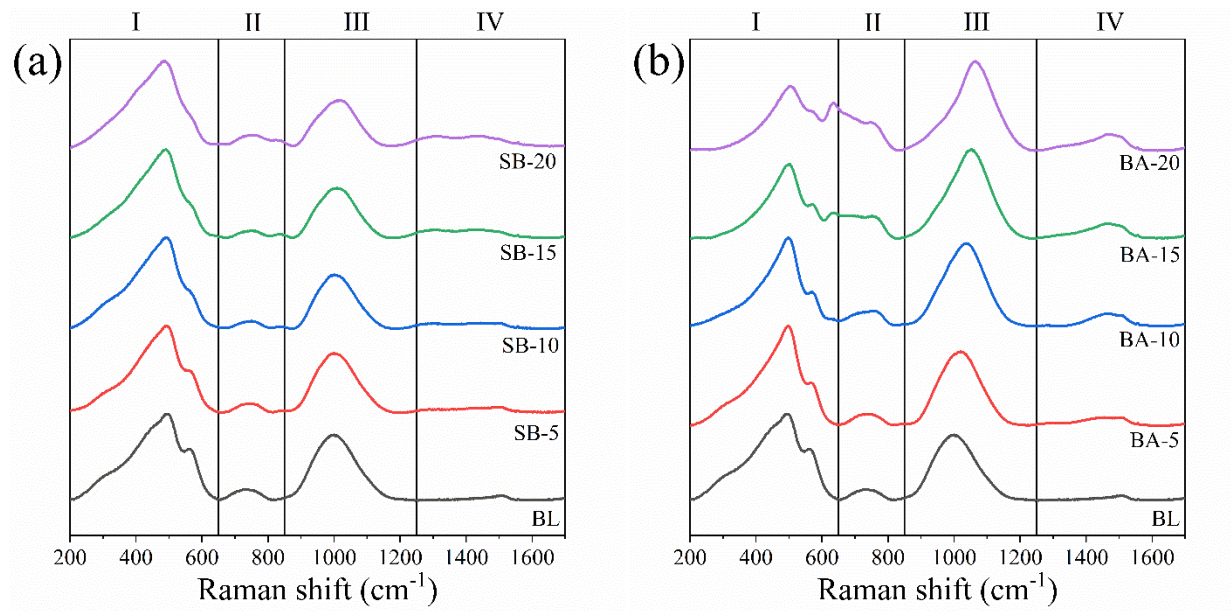 I II III IV
(a)
SB-20
SB-15
SB-10
SB-5
BL
200 400 600 800 1000 1200 1400 1600
Raman shift (cm⁻¹)
I II III IV
(b)
BA-20
BA-15
BA-10
BA-5
BL
200 400 600 800 1000 1200 1400 1600
Raman shift (cm⁻¹)